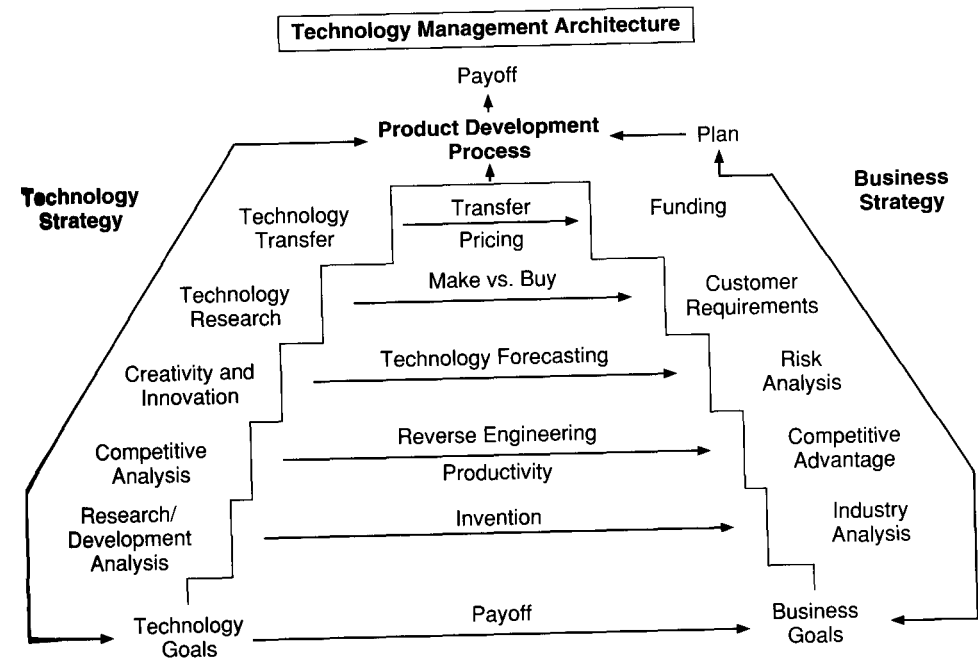 Technology Management Architecture
Payoff
Product Development
Process
Plan
Technology
Strategy
Business
Strategy
Technology
Transfer
Transfer
Pricing
Funding
Technology
Research
Make vs. Buy
Customer
Requirements
Creativity and
Innovation
Technology Forecasting
Risk
Analysis
Competitive
Analysis
Reverse Engineering
Productivity
Competitive
Advantage
Research/
Development
Analysis
Invention
Industry
Analysis
Technology
Goals
Payoff
Business
Goals